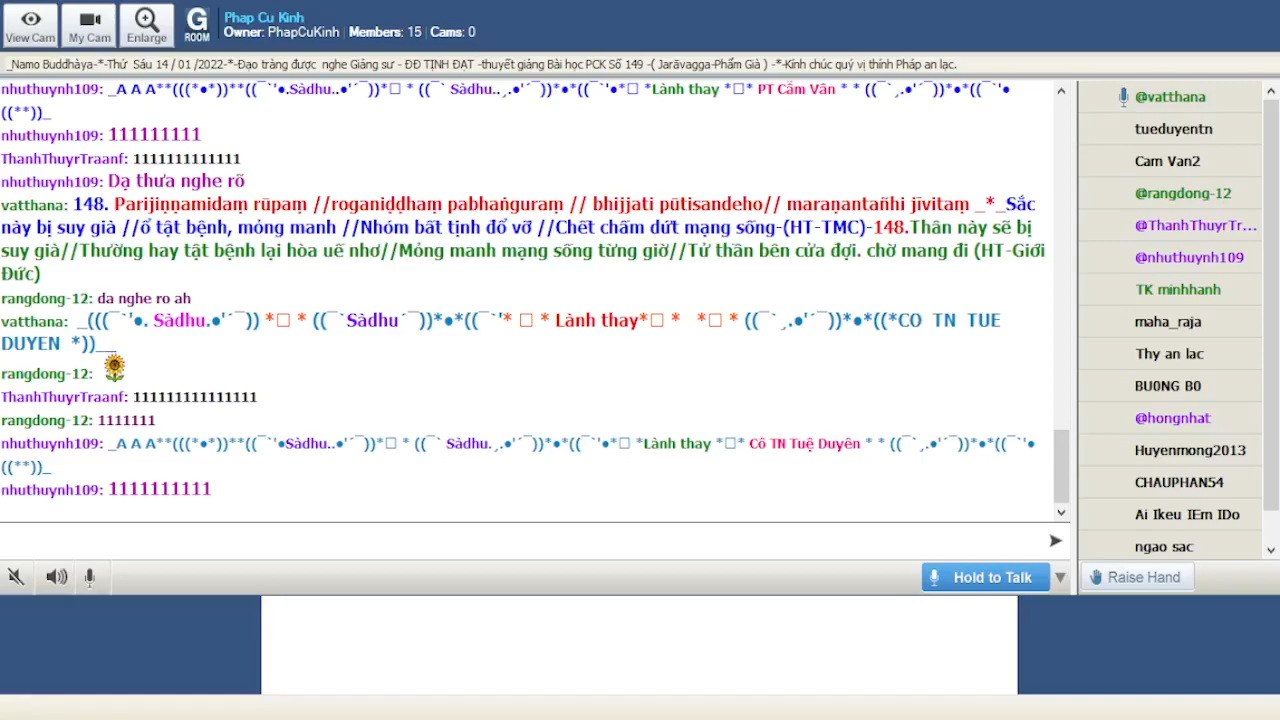 View Cam
My Cam
Enlarge
G
ROOM
Phap Cu Kinh
Owner: PhapCuKinh | Members: 15 | Cams: 0
_Namo Buddhàya-*-Thứ Sáu 14 / 01 /2022-*-Đạo tràng được nghe Giảng sư - ĐĐ TỊNH ĐẠT -thuyết giảng Bài học PCK Số 149 -( Jarāvagga-Phẩm Già ) -*-Kính chúc quý vị thính Pháp an lạc.
nhuthuynh109: _A A A**(((*●*))**((¯`'●.Sàdhu..●'´¯))*□ * ((¯` Sàdhu..¸.●'´¯))*●*((¯`'●*□ *Lành thay *□* PT Cẩm Vân * * ((¯`¸.●'´¯))*●*((¯`'●
((**))_
nhuthuynh109: 111111111
ThanhThuyrTraanf: 1111111111111
nhuthuynh109: Dạ thưa nghe rõ
vatthana: 148. Parijiṇṇamidaṃ rūpaṃ //roganiḍḍhaṃ pabhaṅguraṃ // bhijjati pūtisandeho// maraṇantañhi jīvitaṃ _*_Sắc
này bị suy già //ổ tật bệnh, mỏng manh //Nhóm bất tịnh đổ vỡ //Chết chấm dứt mạng sống-(HT-TMC)-148.Thân này sẽ bị
suy già//Thường hay tật bệnh lại hòa uế nhơ//Mỏng manh mạng sống từng giờ//Tử thần bên cửa đợi. chờ mang đi (HT-Giới
Đức)
rangdong-12: da nghe ro ah
vatthana: _(((¯`'●. Sàdhu.●'´¯)) *□ * ((¯`Sàdhu´¯))*●*((¯`'* □ * Lành thay*□ * *□ * ((¯`¸.●'´¯))*●*((*CO TN TUE
DUYEN *))__
rangdong-12:
ThanhThuyrTraanf: 111111111111111
rangdong-12: 1111111
nhuthuynh109: _A A A**(((*●*))**((¯`'●Sàdhu..●'´¯))*□ * ((¯` Sàdhu.¸.●'´¯))*●*((¯`'●*□ *Lành thay *□* Cô TN Tuệ Duyên * * ((¯`¸.●'´¯))*●*((¯`'●
((**))_
nhuthuynh109: 1111111111
@vatthana
tueduyentn
Cam Van2
@rangdong-12
@ThanhThuyrTr...
@nhuthuynh109
TK minhhanh
maha_raja
Thy an lac
BU0NG B0
@hongnhat
Huyenmong2013
CHAUPHAN54
Ai Ikeu IEm IDo
ngao sac
Hold to Talk
Raise Hand